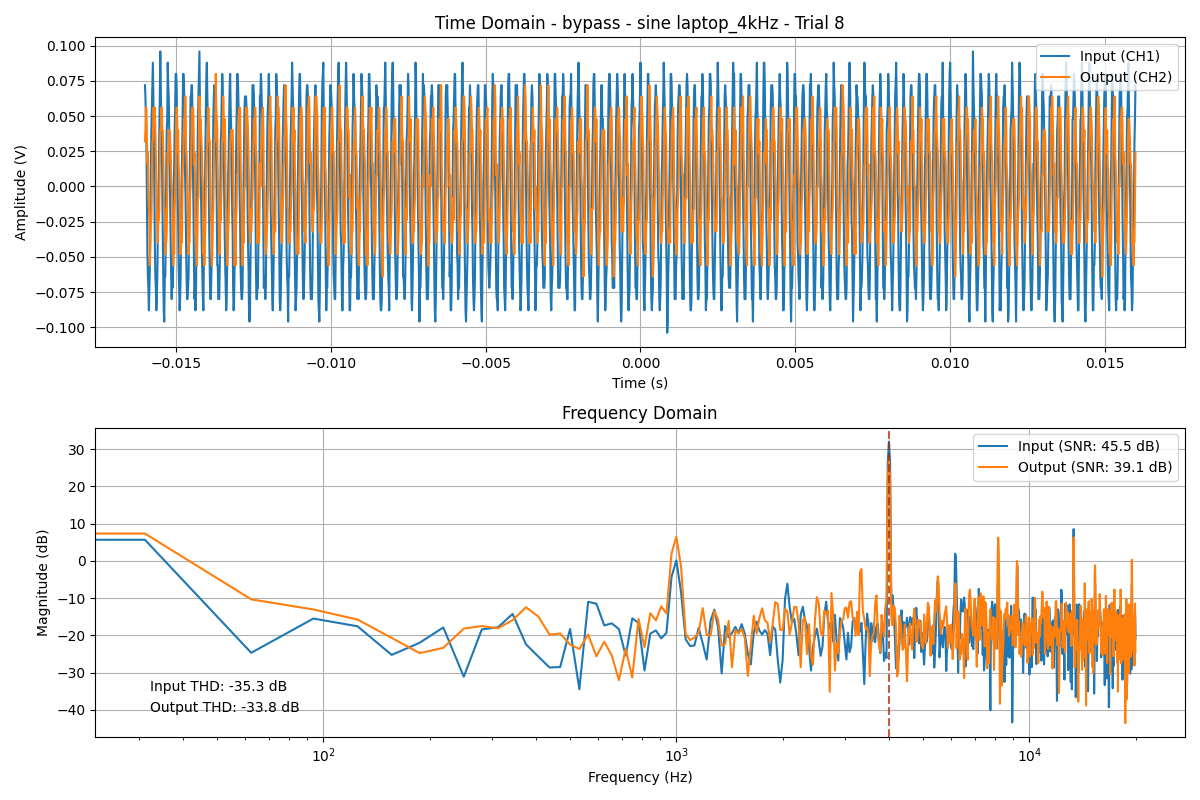 Time Domain - bypass - sine laptop_4kHz - Trial 8
0.100
0.075
0.050
0.025
0.000
−0.025
−0.050
−0.075
−0.100
Amplitude (V)
Input (CH1)
Output (CH2)
−0.015
−0.010
−0.005
0.000
0.005
0.010
0.015
Time (s)
Frequency Domain
30
20
10
0
−10
−20
−30
−40
Magnitude (dB)
Input (SNR: 45.5 dB)
Output (SNR: 39.1 dB)
Input THD: -35.3 dB
Output THD: -33.8 dB
10²
10³
10⁴
Frequency (Hz)